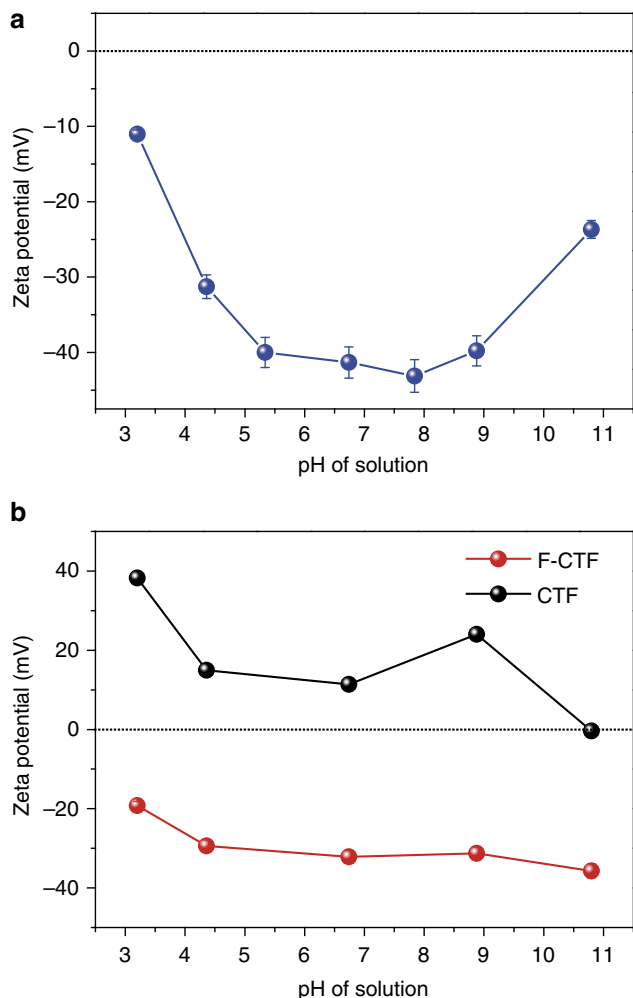 a
0
–10
–20
–30
–40
Zeta potential (mV)
3 4 5 6 7 8 9 10 11
pH of solution
b
F-CTF
CTF
40
20
0
–20
–40
Zeta potential (mV)
3 4 5 6 7 8 9 10 11
pH of solution